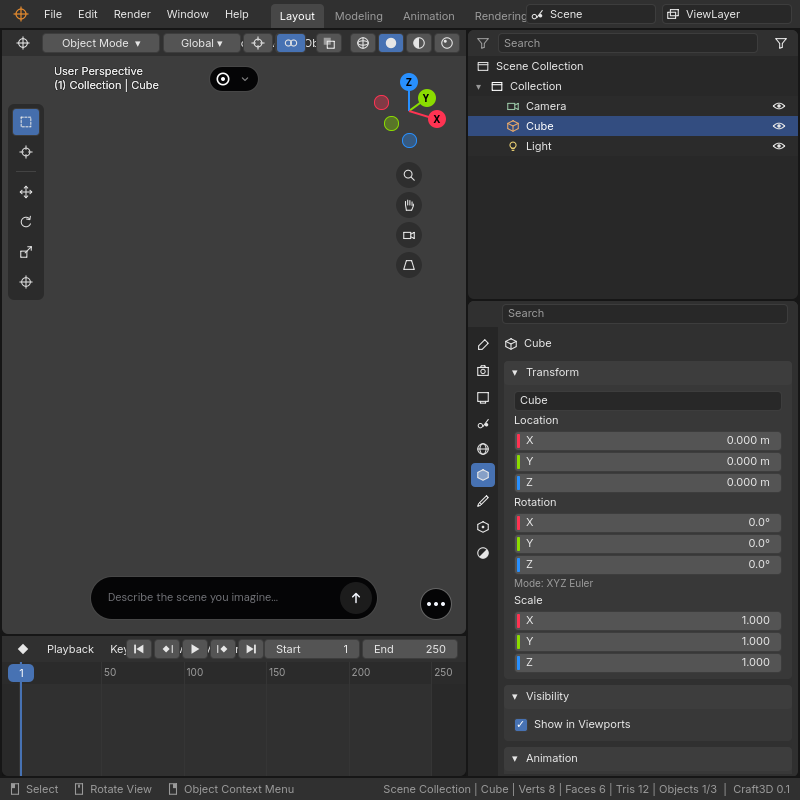 File Edit Render Window Help Layout Modeling Animation Rendering Scene ViewLayer
Object Mode Global
Search
User Perspective
(1) Collection | Cube
Z
Y
X
Scene Collection
Collection
Camera
Cube
Light
Search
Cube
Transform
Cube
Location
X 0.000 m
Y 0.000 m
Z 0.000 m
Rotation
X 0.0°
Y 0.0°
Z 0.0°
Mode: XYZ Euler
Scale
X 1.000
Y 1.000
Z 1.000
Visibility
Show in Viewports
Animation
Describe the scene you imagine...
Playback Start 1 End 250
1 50 100 150 200 250
Select Rotate View Object Context Menu Scene Collection | Cube | Verts 8 | Faces 6 | Tris 12 | Objects 1/3 | Craft3D 0.1